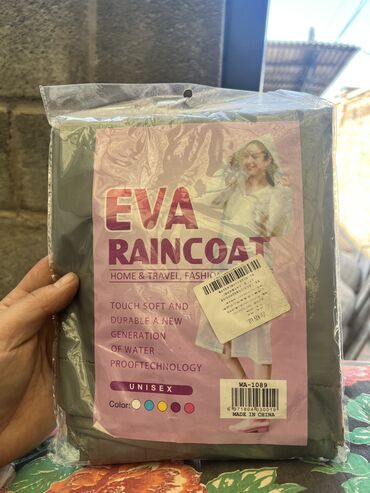 EVA
RAINCOAT
HOME & TRAVEL, FASHION
TOUCH SOFT AND
DURABLE A NEW
GENERATION
OF WATER
PROOFTECHNOLOGY
UNISEX
Color:
WA-1089
MADE IN CHINA